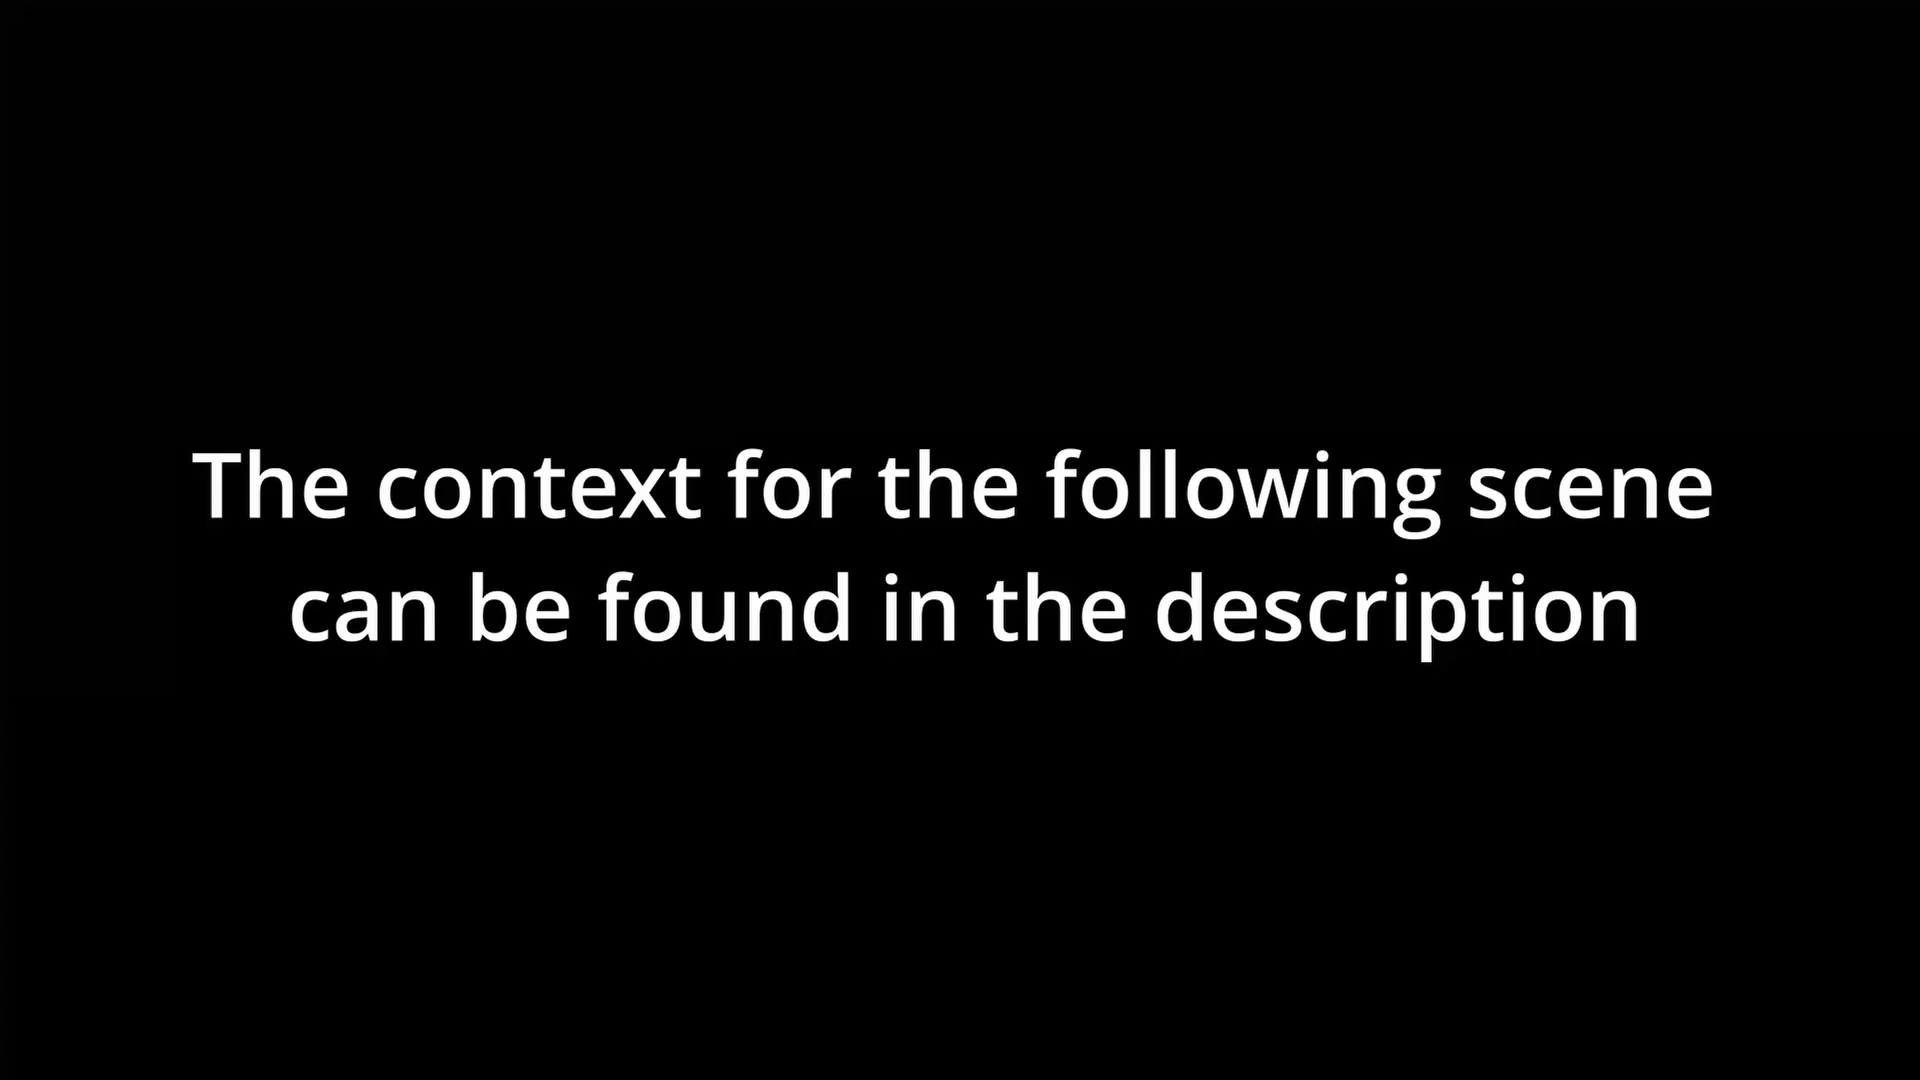 The context for the following scene
can be found in the description